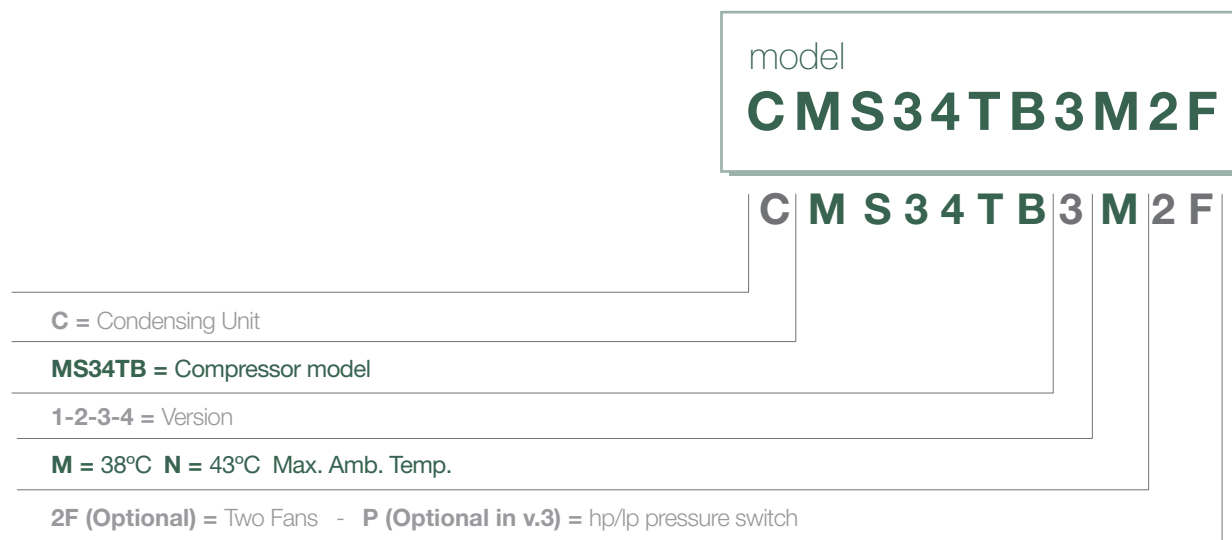 model
CMS34TB3M2F
C M S 3 4 T B 3 M 2 F
C = Condensing Unit
MS34TB = Compressor model
1-2-3-4 = Version
M = 38ºC N = 43ºC Max. Amb. Temp.
2F (Optional) = Two Fans - P (Optional in v.3) = hp/lp pressure switch